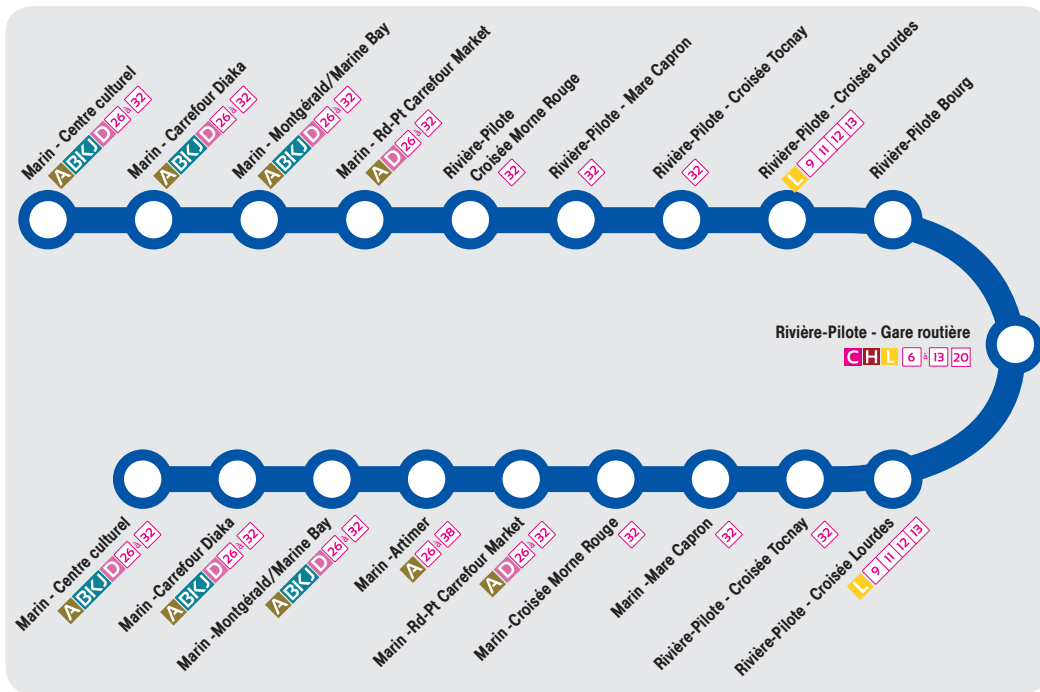 Marin - Centre culturel
A B K J D 26 à 32
Marin - Carrefour Diaka
A B K J D 26 à 32
Marin - Montgérald/Marine Bay
A B K J D 26 à 32
Marin - Rd-Pt Carrefour Market
A D 26 à 32
Rivière-Pilote
Croisée Morne Rouge
32
Rivière-Pilote - Mare Capron
32
Rivière-Pilote - Croisée Tocnay
32
Rivière-Pilote - Croisée Lourdes
L 9 11 12 13
Rivière-Pilote Bourg
Rivière-Pilote - Gare routière
C H L 6 à 13 20
Marin - Centre culturel
A B K J D 26 à 32
Marin -Carrefour Diaka
A B K J D 26 à 32
Marin -Montgérald/Marine Bay
A B K J D 26 à 32
Marin -Artimer
A 26 à 38
Marin -Rd-Pt Carrefour Market
A D 26 à 32
Marin -Croisée Morne Rouge
32
Marin -Mare Capron
32
Rivière-Pilote - Croisée Tocnay
32
Rivière-Pilote - Croisée Lourdes
L 9 11 12 13